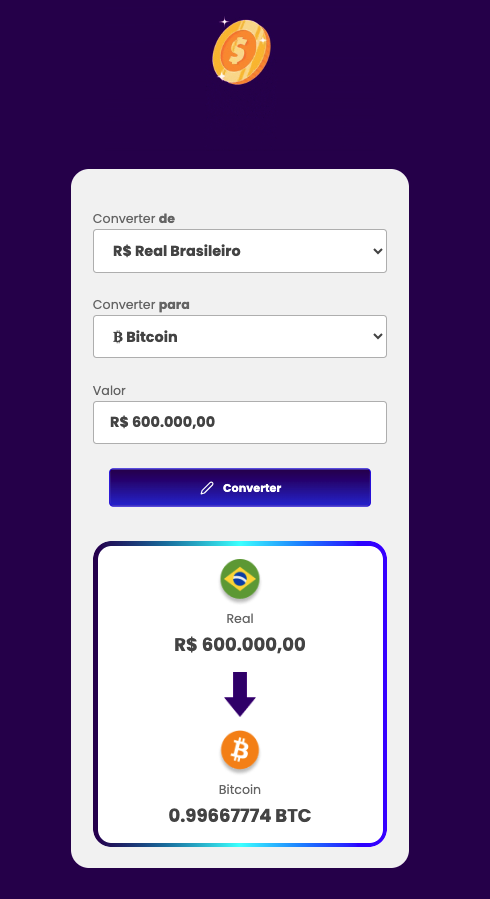 $
Converter de
R$ Real Brasileiro
Converter para
₿ Bitcoin
Valor
R$ 600.000,00
Converter
Real
R$ 600.000,00
₿
Bitcoin
0.99667774 BTC